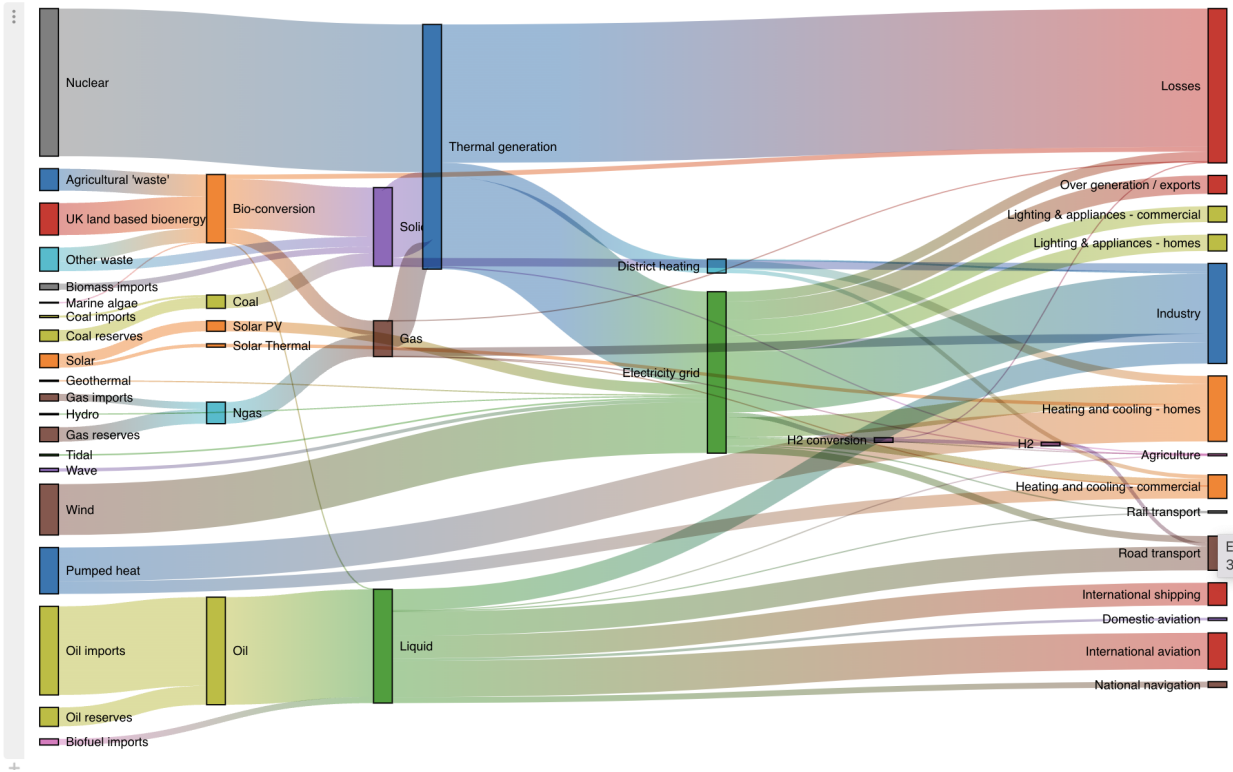 Nuclear
Agricultural 'waste'
UK land based bioenergy
Other waste
Biomass imports
Marine algae
Coal imports
Coal reserves
Solar
Geothermal
Gas imports
Hydro
Gas reserves
Tidal
Wave
Wind
Pumped heat
Oil imports
Oil reserves
Biofuel imports
Bio-conversion
Coal
Solar PV
Solar Thermal
Ngas
Oil
Soli
Gas
Liquid
Thermal generation
District heating
Electricity grid
H2 conversion
H2
Losses
Over generation / exports
Lighting & appliances - commercial
Lighting & appliances - homes
Industry
Heating and cooling - homes
Agriculture
Heating and cooling - commercial
Rail transport
Road transport
E
3
International shipping
Domestic aviation
International aviation
National navigation